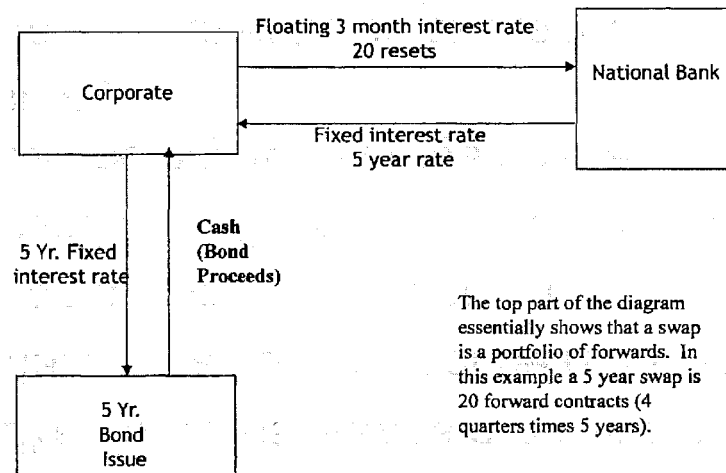 Floating 3 month interest rate
20 resets
Corporate
National Bank
Fixed interest rate
5 year rate
5 Yr. Fixed
interest rate
Cash
(Bond
Proceeds)
The top part of the diagram
essentially shows that a swap
is a portfolio of forwards. In
this example a 5 year swap is
20 forward contracts (4
quarters times 5 years).
5 Yr.
Bond
Issue